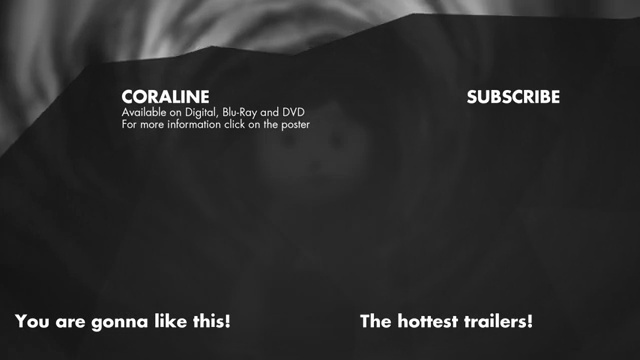 CORALINE
Available on Digital, Blu-Ray and DVD
For more information click on the poster
SUBSCRIBE
You are gonna like this!
The hottest trailers!